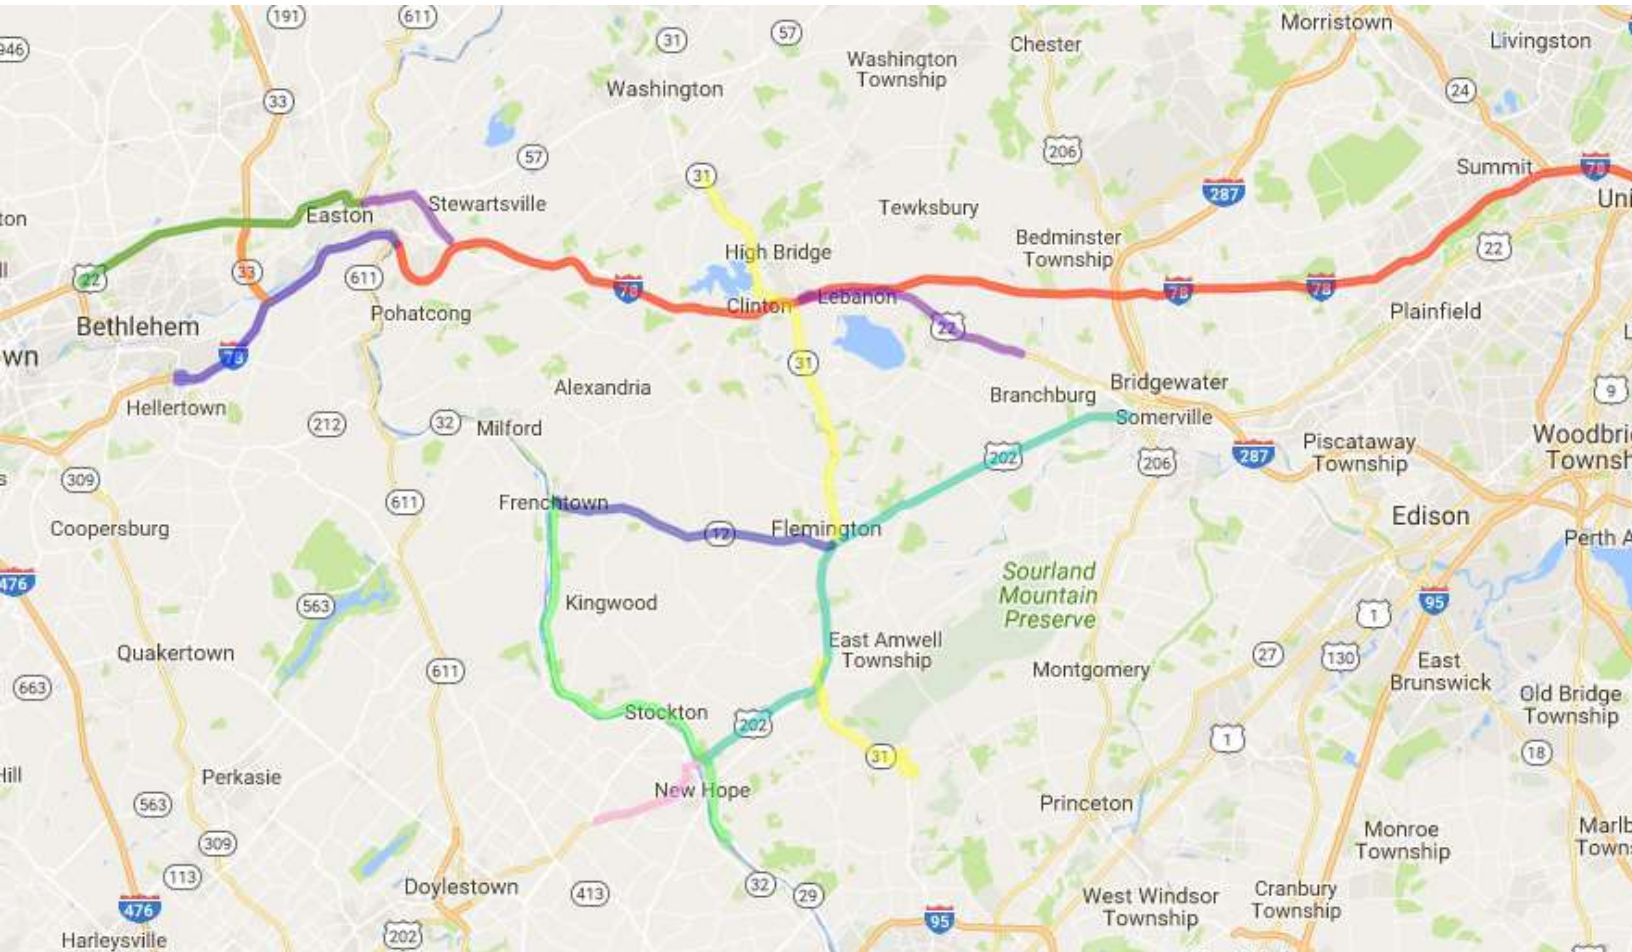 191
611
946
31
57
Chester
Morristown
Livingston
Washington
Township
Washington
33
24
57
206
Summit
78
31
287
Uni
Stewartsville
Easton
Tewksbury
ton
Bedminster
Township
22
High Bridge
22
33
611
78
Clinton
Lebanon
78
78
Pohatcong
Plainfield
Bethlehem
22
own
78
31
Alexandria
Bridgewater
9
Branchburg
Hellertown
Somerville
212
32
Milford
202
206
287
Piscataway
Township
Woodbri
Townsh
309
611
Frenchtown
Edison
Coopersburg
12
Flemington
Perth A
476
Sourland
Mountain
Preserve
563
Kingwood
95
1
East Amwell
Township
27
130
Quakertown
611
Montgomery
East
Brunswick
663
Old Bridge
Township
Stockton
202
1
31
18
Hill
Perkasie
New Hope
563
Princeton
309
Monroe
Township
Marlb
Town
113
Doylestown
413
32
29
West Windsor
Township
Cranbury
Township
476
95
Harleysville
202